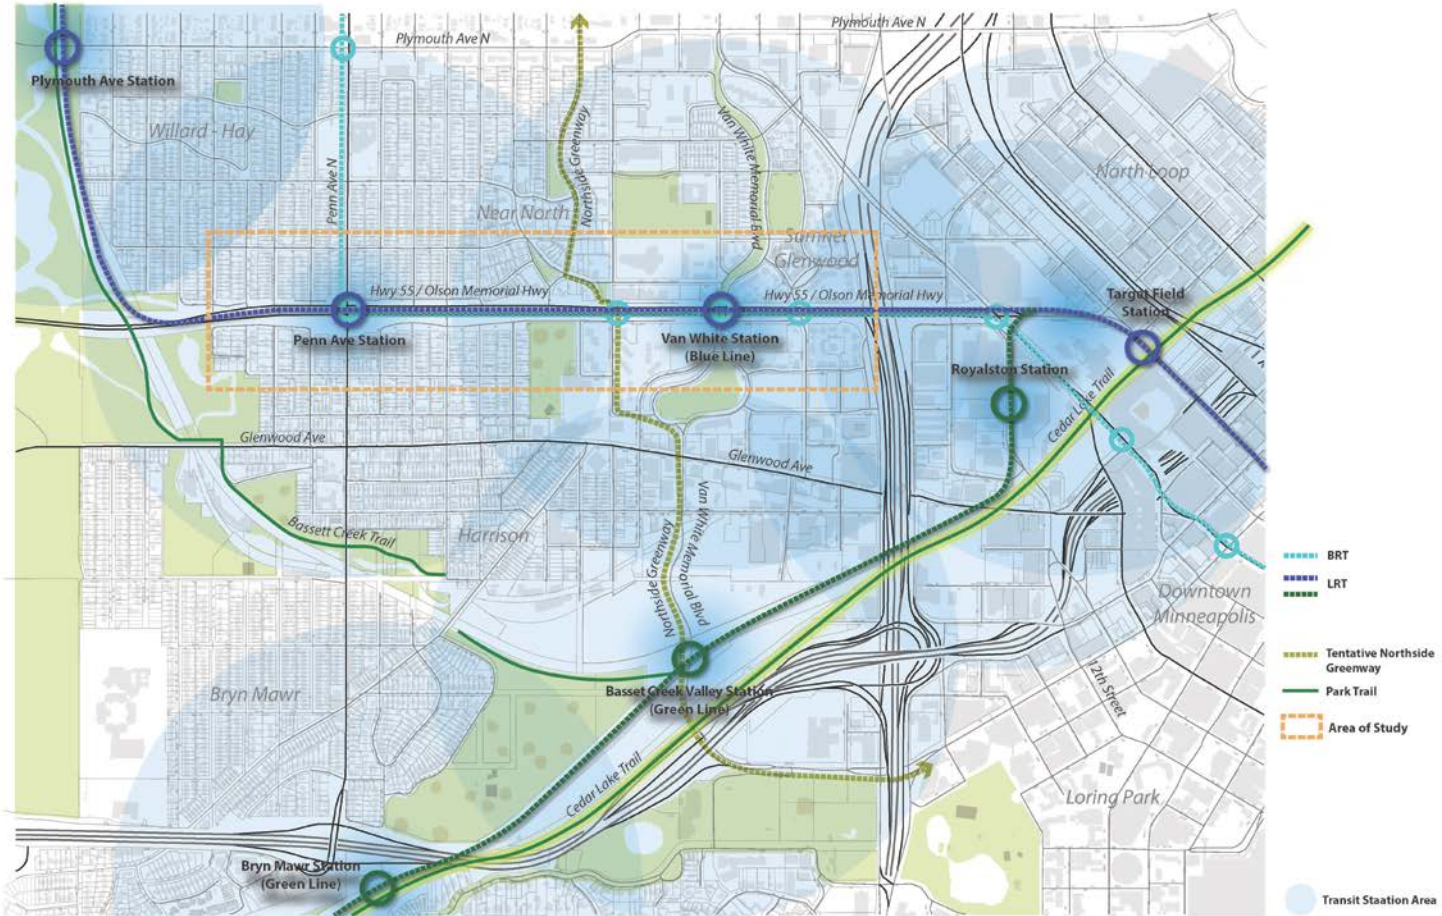 Plymouth Ave N
Plymouth Ave N
Plymouth Ave Station
Willard - Hay
Penn Ave N
Near North
Northside Greenway
Van White Memorial Blvd
North Loop
Sumner
Glenwood
Hwy 55 / Olson Memorial Hwy
Hwy 55 / Olson Memorial Hwy
Target Field
Station
Penn Ave Station
Van White Station
(Blue Line)
Royalston Station
Cedar Lake Trail
Glenwood Ave
Glenwood Ave
Bassett Creek Trail
Harrison
Northside Greenway
Van White Memorial Blvd
Downtown
Minneapolis
Bryn Mawr
Basset Creek Valley Station
(Green Line)
12th Street
Cedar Lake Trail
Loring Park
Bryn Mawr Station
(Green Line)
BRT
LRT
Tentative Northside
Greenway
Park Trail
Area of Study
Transit Staation Area